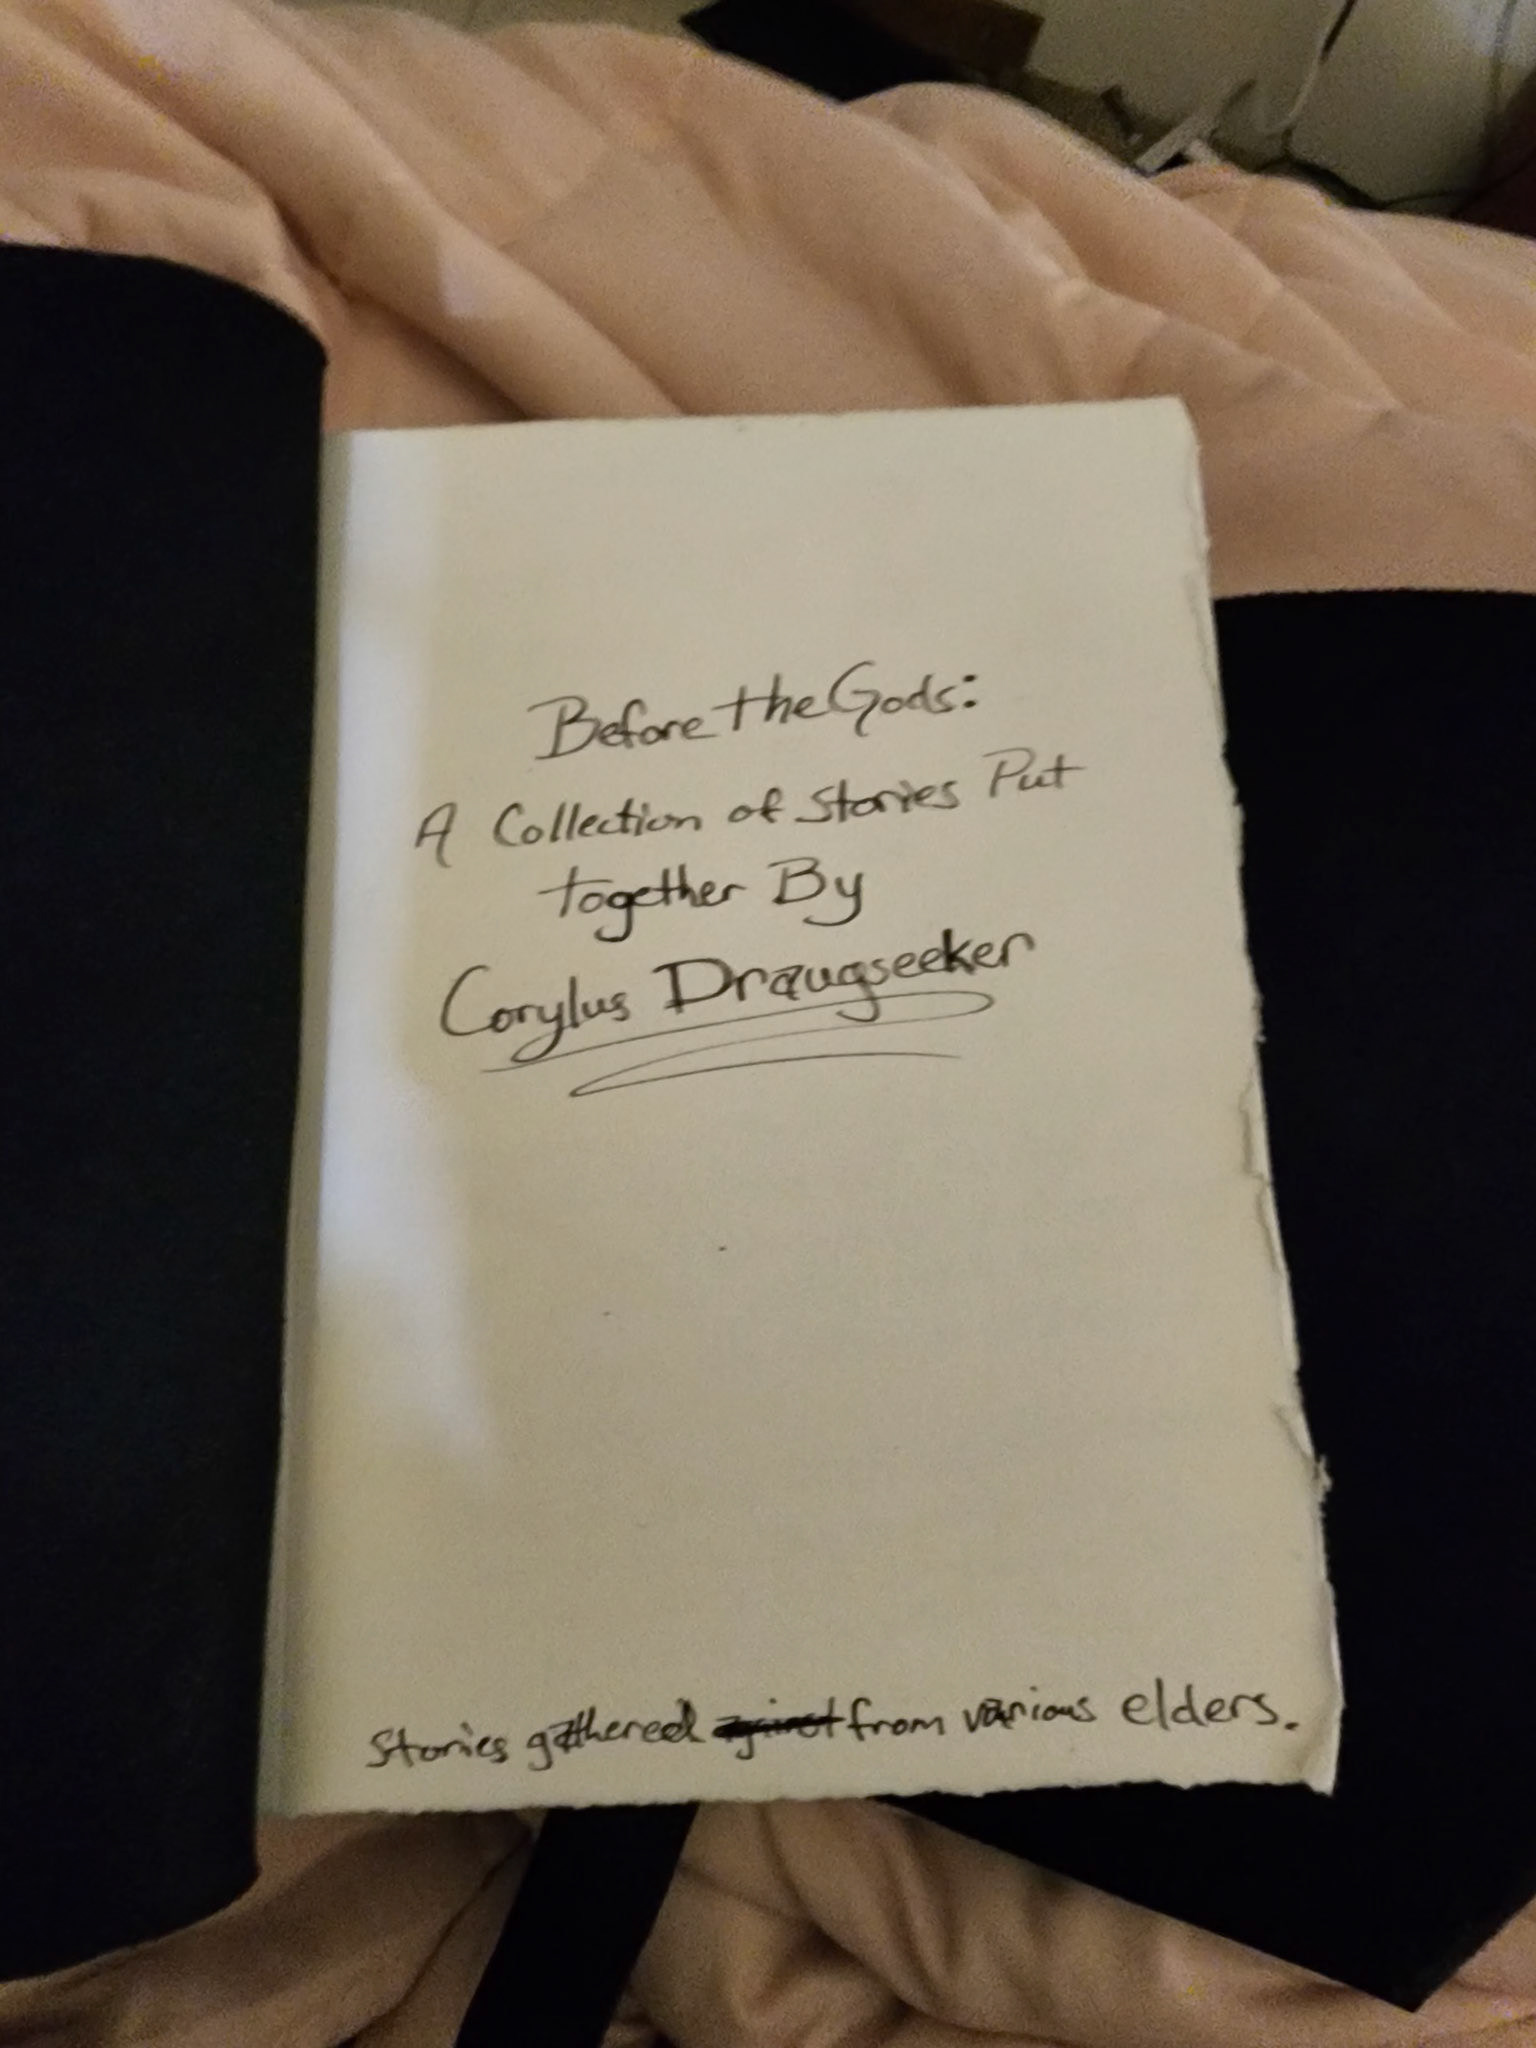 Before the Gods:
A Collection of Stories Put
together By
Corylus Draugseeker
Stories gathered from various elders.